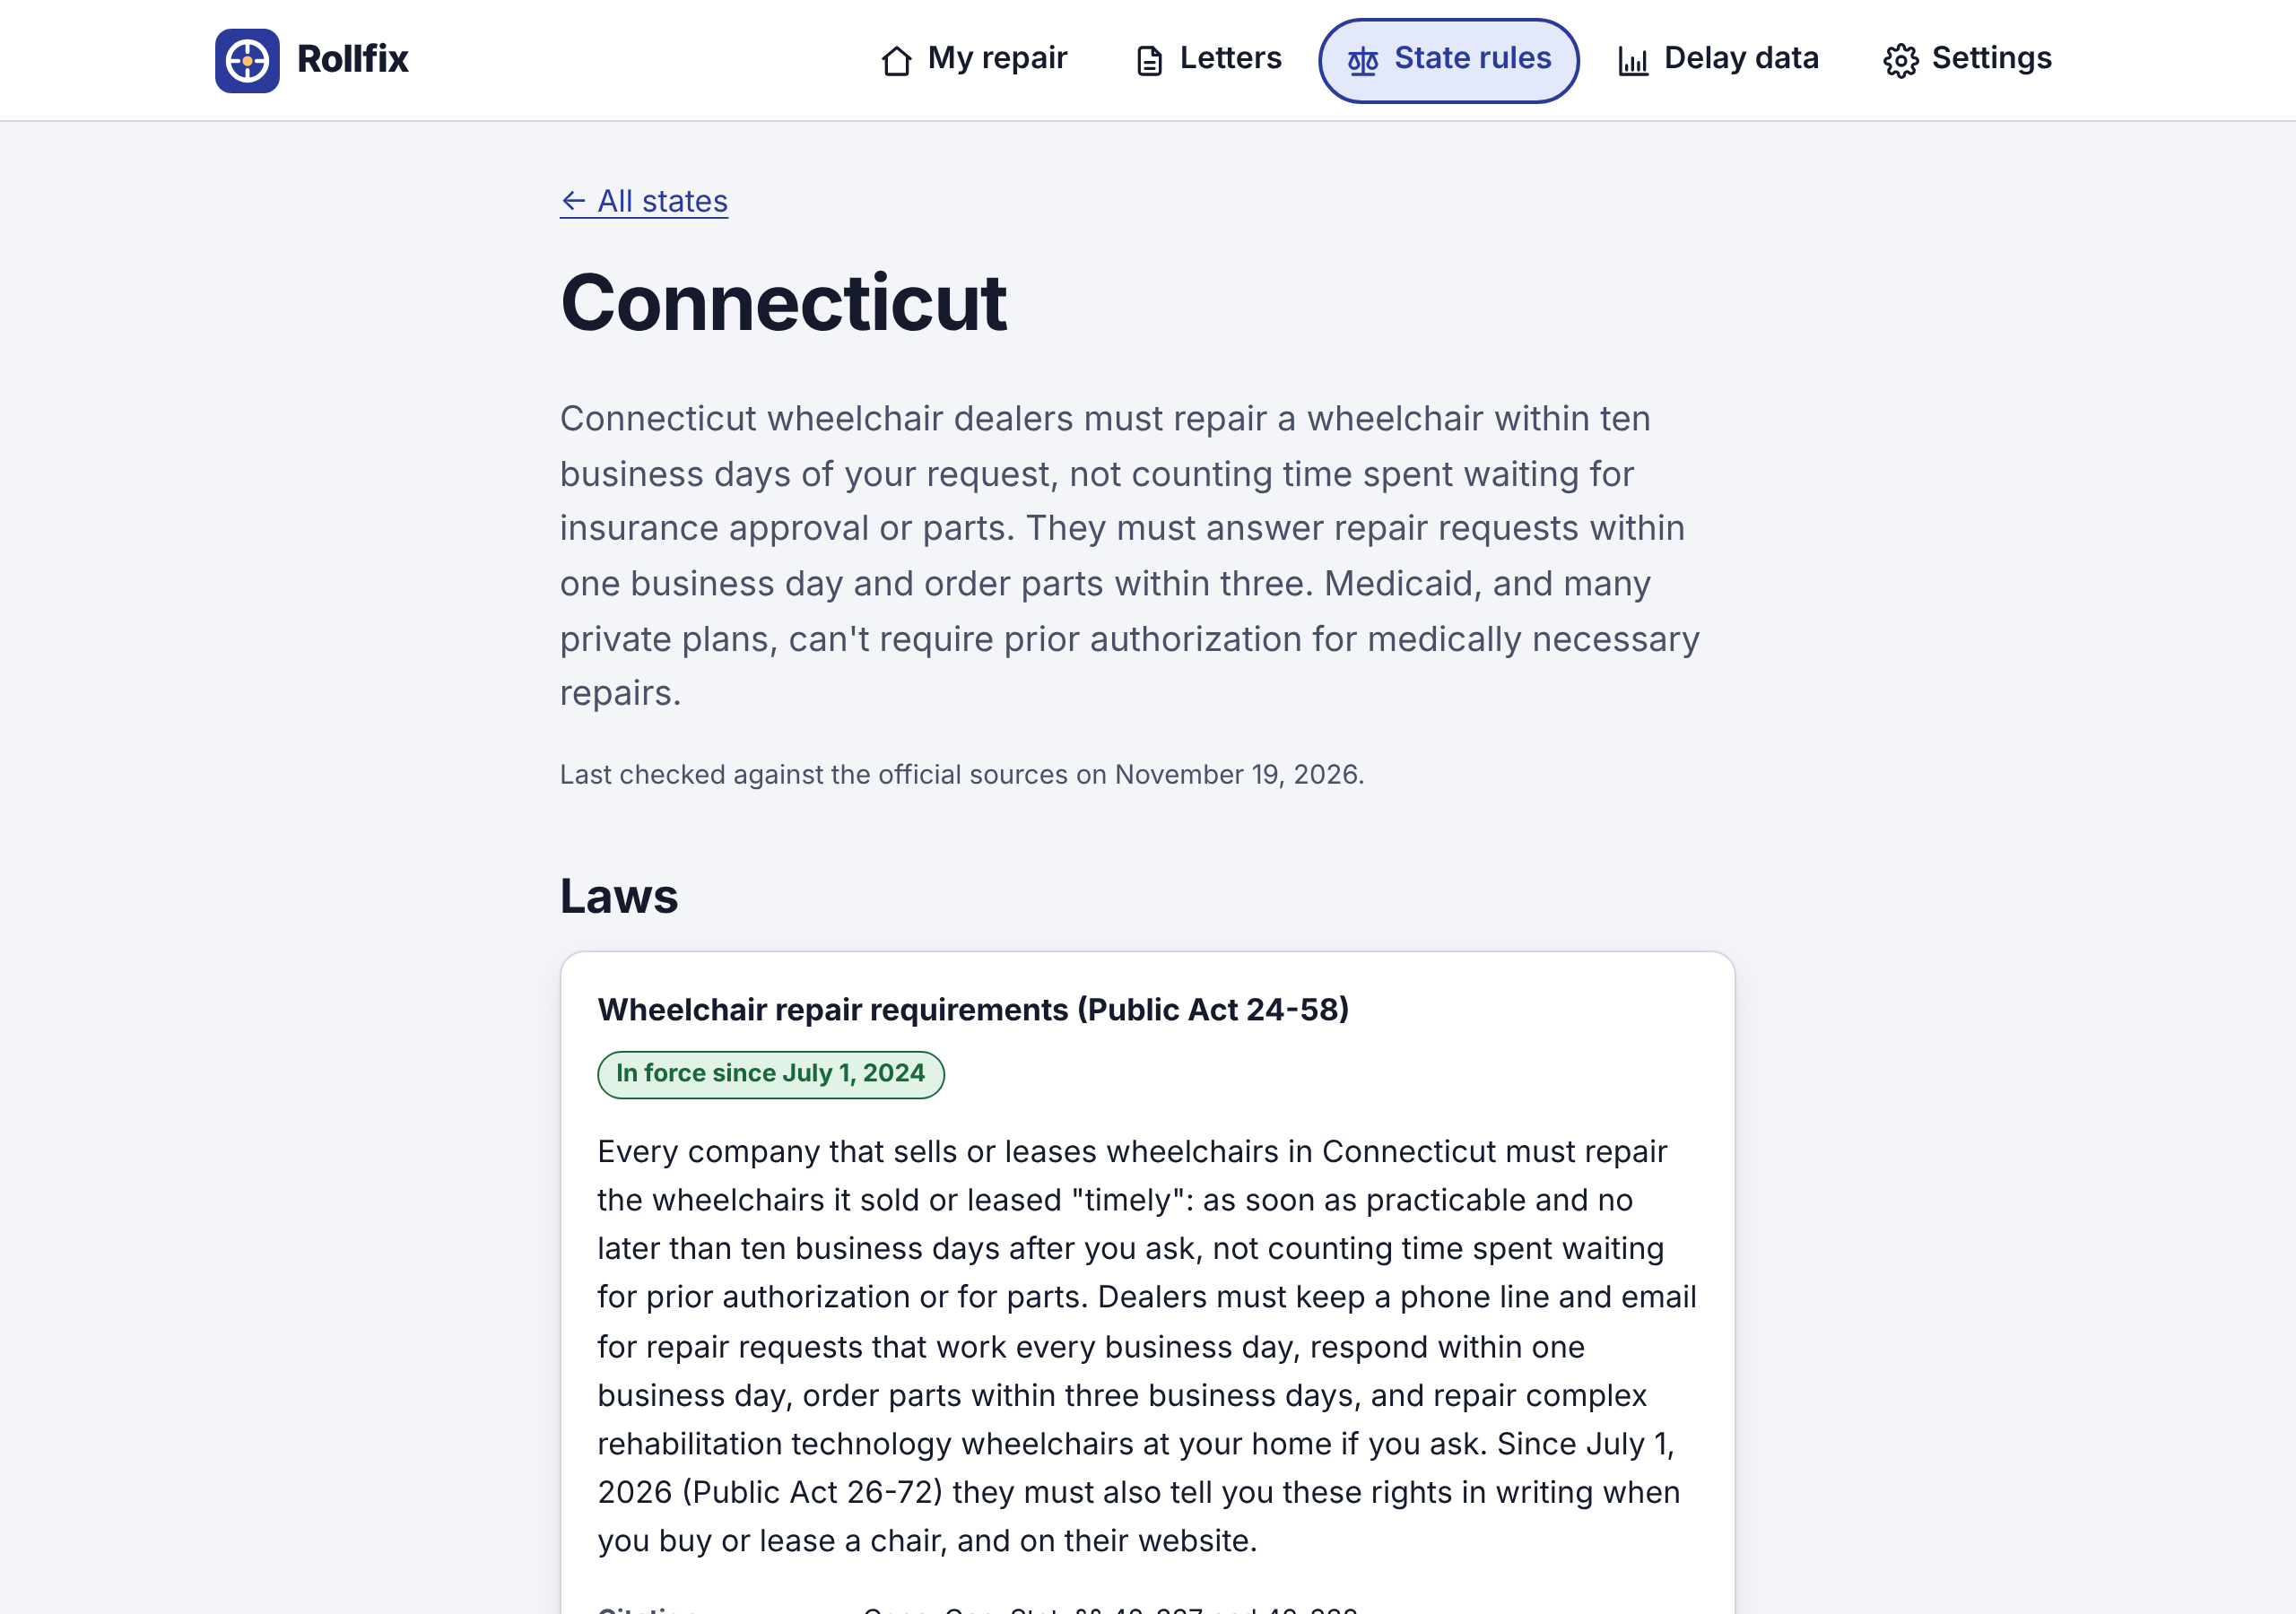 Rollfix
My repair
Letters
State rules
Delay data
Settings
← All states
Connecticut
Connecticut wheelchair dealers must repair a wheelchair within ten
business days of your request, not counting time spent waiting for
insurance approval or parts. They must answer repair requests within
one business day and order parts within three. Medicaid, and many
private plans, can't require prior authorization for medically necessary
repairs.
Last checked against the official sources on November 19, 2026.
Laws
Wheelchair repair requirements (Public Act 24-58)
In force since July 1, 2024
Every company that sells or leases wheelchairs in Connecticut must repair
the wheelchairs it sold or leased "timely": as soon as practicable and no
later than ten business days after you ask, not counting time spent waiting
for prior authorization or for parts. Dealers must keep a phone line and email
for repair requests that work every business day, respond within one
business day, order parts within three business days, and repair complex
rehabilitation technology wheelchairs at your home if you ask. Since July 1,
2026 (Public Act 26-72) they must also tell you these rights in writing when
you buy or lease a chair, and on their website.